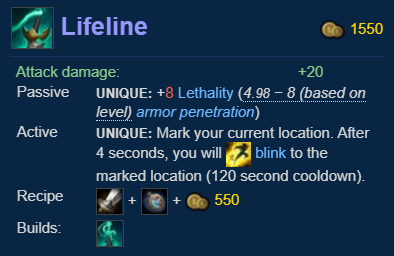 Lifeline 1550
Attack damage: +20
Passive UNIQUE: +8 Lethality (4.98 − 8 (based on
level) armor penetration)
Active UNIQUE: Mark your current location. After
4 seconds, you will blink to the
marked location (120 second cooldown).
Recipe + + 550
Builds: